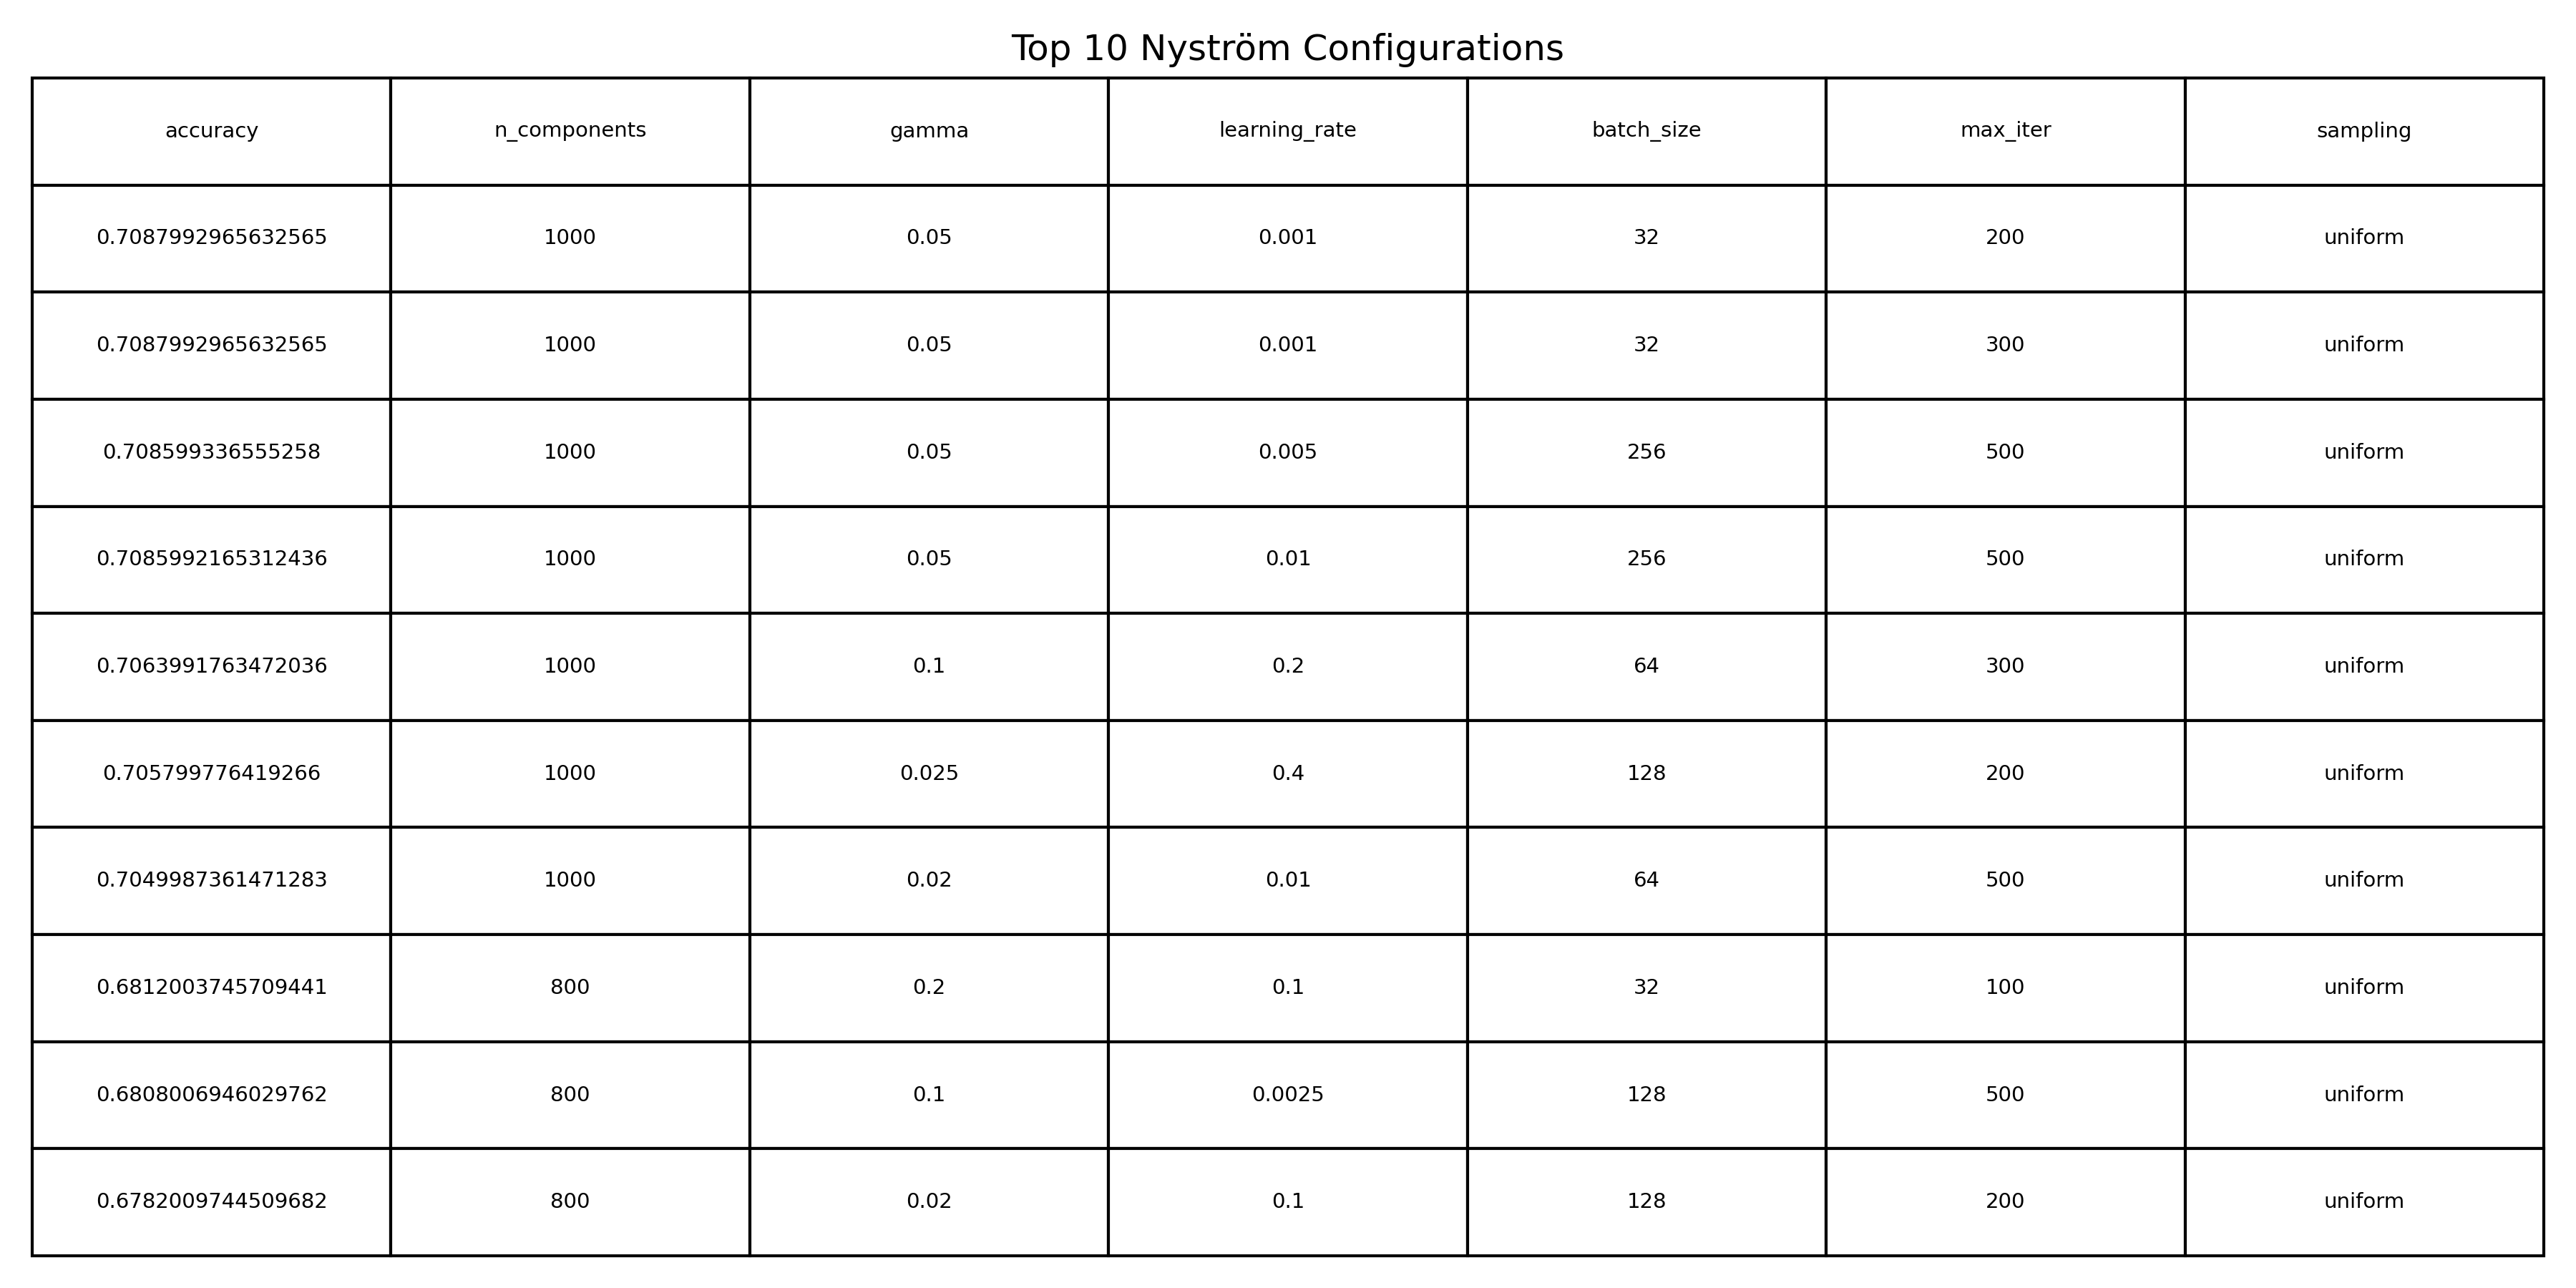 Top 10 Nyström Configurations
accuracy n_components gamma learning_rate batch_size max_iter sampling
0.7087992965632565 1000 0.05 0.001 32 200 uniform
0.7087992965632565 1000 0.05 0.001 32 300 uniform
0.708599336555258 1000 0.05 0.005 256 500 uniform
0.7085992165312436 1000 0.05 0.01 256 500 uniform
0.7063991763472036 1000 0.1 0.2 64 300 uniform
0.705799776419266 1000 0.025 0.4 128 200 uniform
0.7049987361471283 1000 0.02 0.01 64 500 uniform
0.6812003745709441 800 0.2 0.1 32 100 uniform
0.6808006946029762 800 0.1 0.0025 128 500 uniform
0.6782009744509682 800 0.02 0.1 128 200 uniform